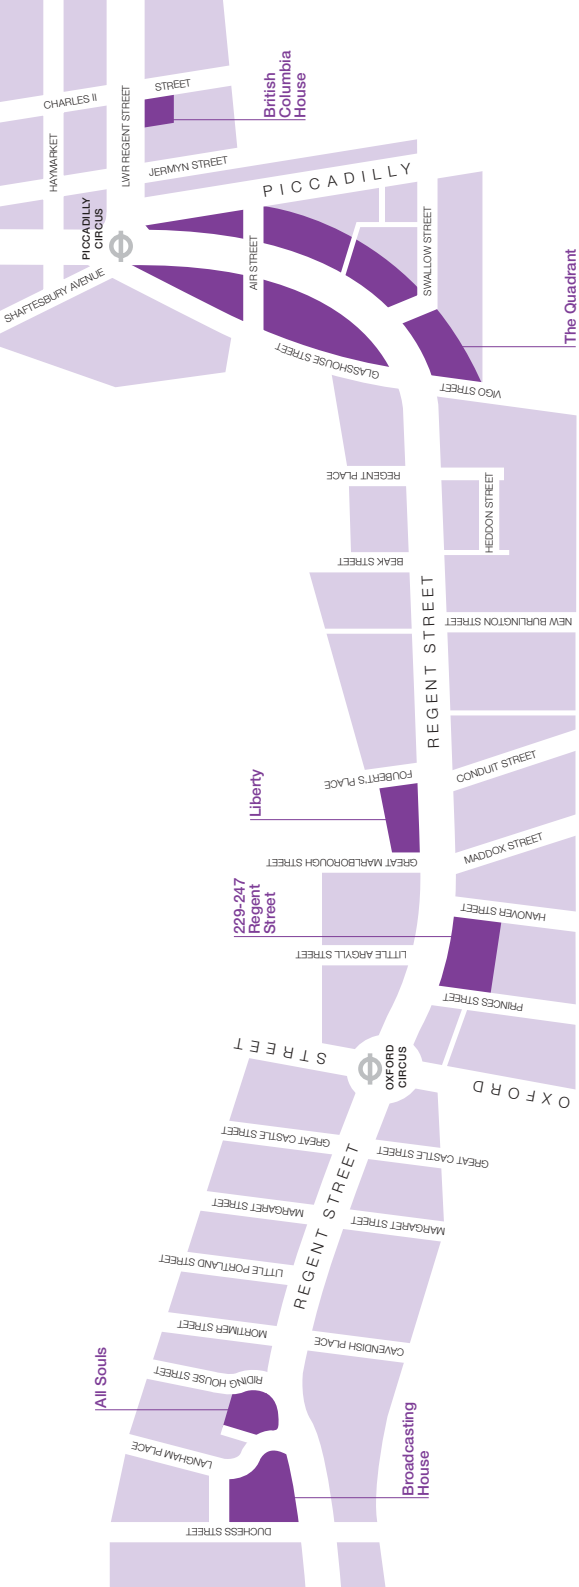 STREET
CHARLES II
British
Columbia
House
LWR REGENT STREET
HAYMARKET
JERMYN STREET
PICCADILLY
PICCADILLY
CIRCUS
SWALLOW STREET
AIR STREET
SHAFTESBURY AVENUE
The Quadrant
GLASSHOUSSE STREET
VIGO STREET
REGENT PLACE
HEDDON STREET
BEAK STREET
NEW BURLINGTON STREET
REGENT STREET
CONDUIT STREET
FOUBERT'S PLACE
Liberty
MADDOX STREET
GREAT MARLBOROUGH STREET
229-247
Regent
Street
HANOVER STREET
LITTLE ARGYLL STREET
PRINCES STREET
STREET
OXFORD
CIRCUS
OXFORD
GREAT CASTLE STREET
GREAT CASTLE STREET
MARGARET STREET
MARGARET STREET
REGENT STREET
LITTLE PORTLAND STREET
MORTIMER STREET
CAVENDISH PLACE
RIDING HOUSE STREET
All Souls
LANGHAM PLACE
Broadcasting
House
DUCHESS STREET